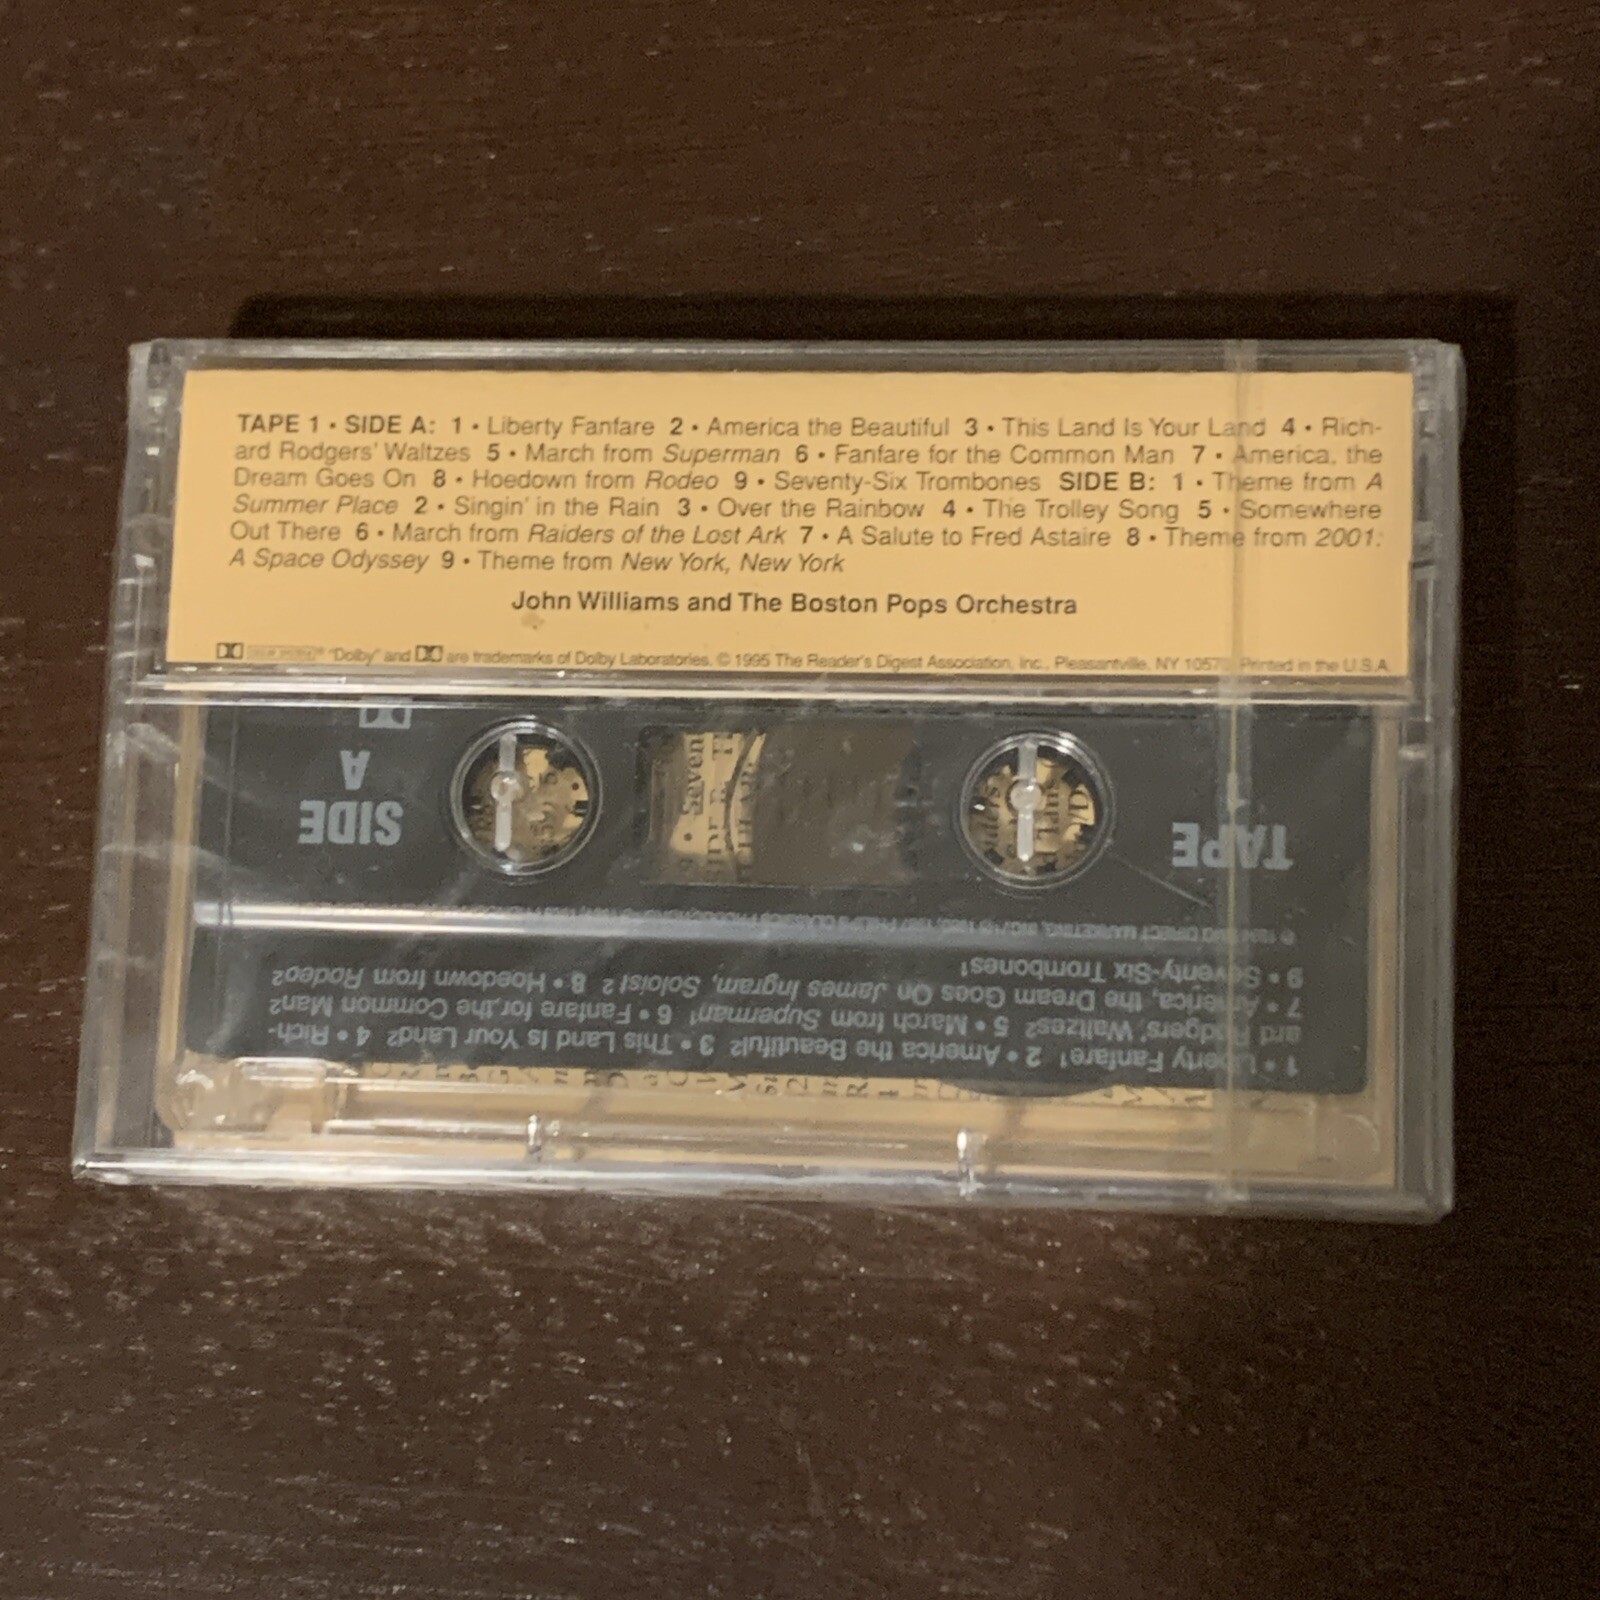 TAPE 1 • SIDE A: 1 • Liberty Fanfare 2 • America the Beautiful 3 • This Land Is Your Land 4 • Rich-
ard Rodgers' Waltzes 5 • March from Superman 6 • Fanfare for the Common Man 7 • America, the
Dream Goes On 8 • Hoedown from Rodeo 9 • Seventy-Six Trombones SIDE B: 1 • Theme from A
Summer Place 2 • Singin' in the Rain 3 • Over the Rainbow 4 • The Trolley Song 5 • Somewhere
Out There 6 • March from Raiders of the Lost Ark 7 • A Salute to Fred Astaire 8 • Theme from 2001:
A Space Odyssey 9 • Theme from New York, New York
John Williams and The Boston Pops Orchestra
"Dolby" and are trademarks of Dolby Laboratories. © 1995 The Reader's Digest Association, Inc., Pleasantville, NY Printed in the U.S.A.
1 • Liberty Fanfare¹ 2 • America the Beautiful² 3 • This Land Is Your Land² 4 • Rich-
ard Rodgers' Waltzes² 5 • March from Superman¹ 6 • Fanfare for the Common Man²
7 • America, the Dream Goes On James Ingram, Soloist² 8 • Hoedown from Rodeo²
9 • Seventy-Six Trombones¹
TAPE
SIDE
A
Seven